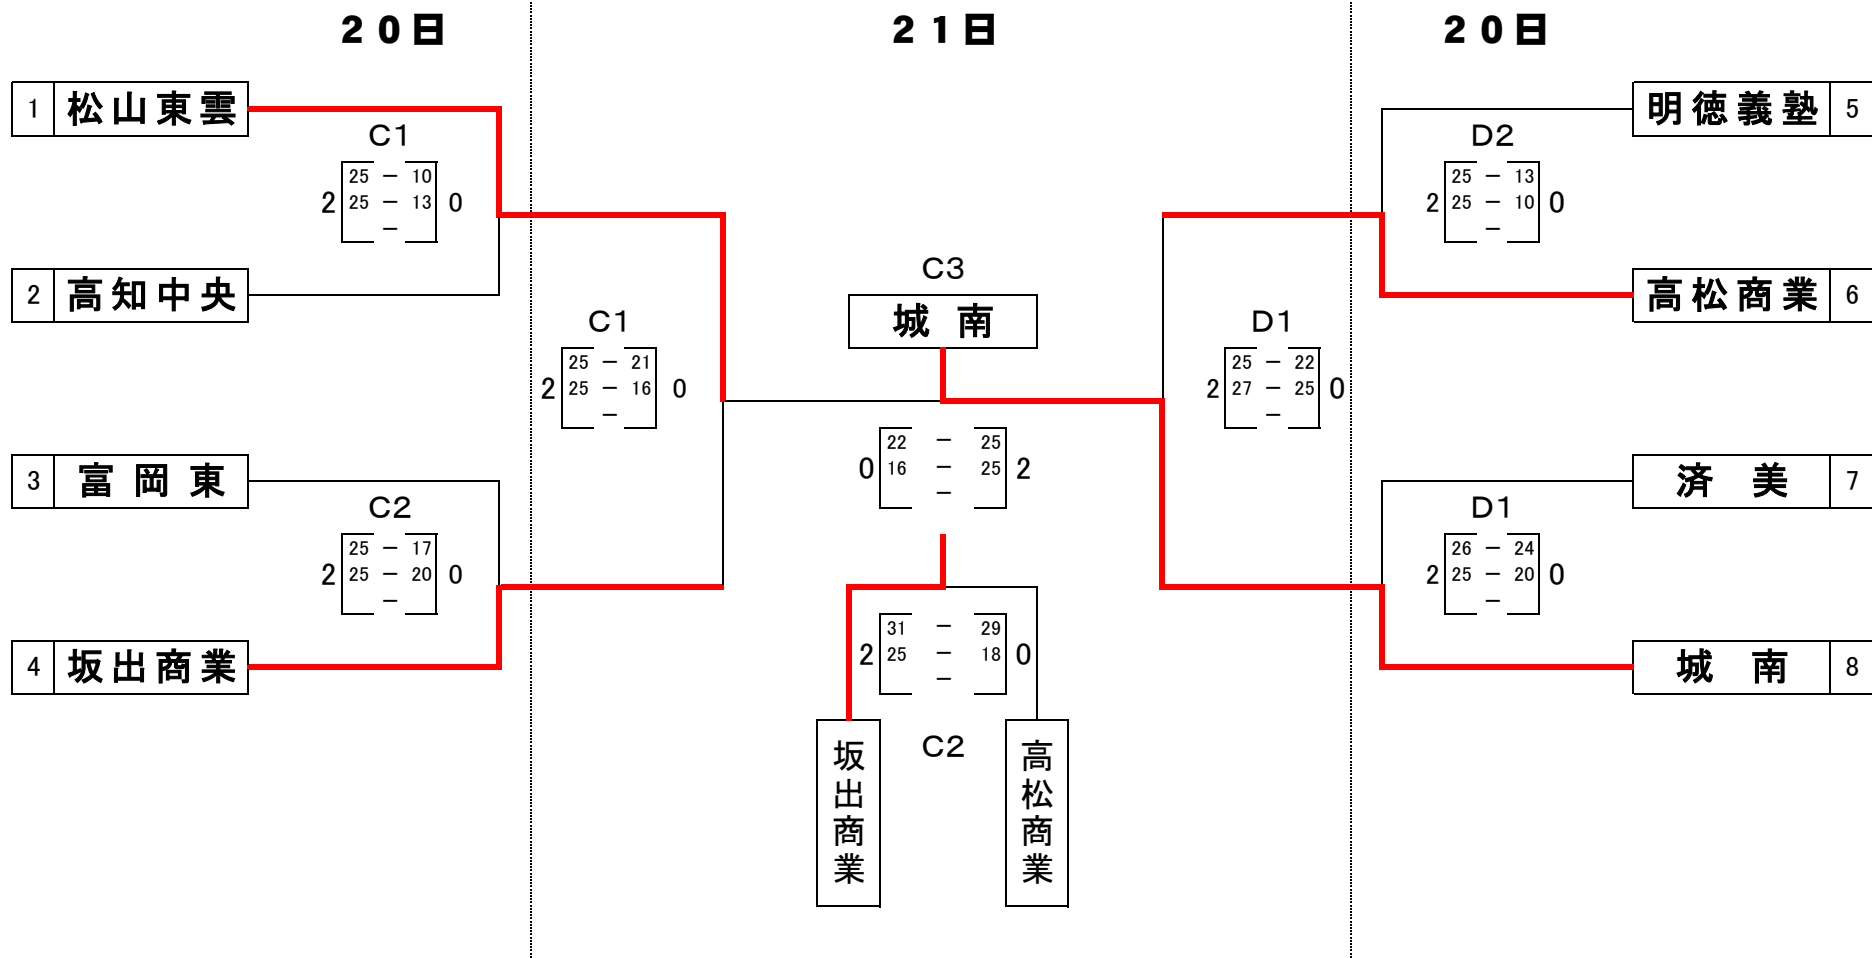 20日
21日
20日
1 松山東雲
C1
2 25 － 10 0
25 － 13
－
2 高知中央
C1
2 25 － 21 0
25 － 16
－
3 富岡東
C2
2 25 － 17 0
25 － 20
－
4 坂出商業
C3
城南
0 22 － 25 2
16 － 25
－
2 31 － 29 0
25 － 18
－
C2
坂出商業
高松商業
明徳義塾 5
D2
2 25 － 13 0
25 － 10
－
高松商業 6
D1
2 25 － 22 0
27 － 25
－
済美 7
D1
2 26 － 24 0
25 － 20
－
城南 8